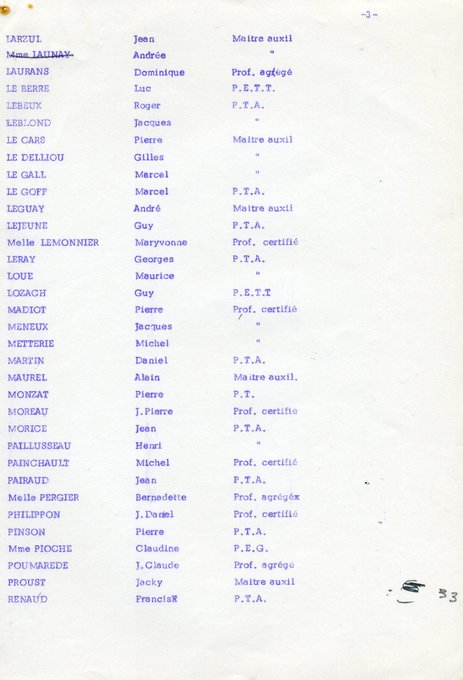 -3-
LARZUL Jean Maitre auxil
Mme LAUNAY Andrée "
LAURANS Dominique Prof. agrégé
LE BERRE Luc P.E.T.T.
LEBEUX Roger P.T.A.
LEBLOND Jacques "
LE CARS Pierre Maitre auxil
LE DELLIOU Gilles "
LE GALL Marcel "
LE GOFF Marcel P.T.A.
LEGUAY André Maitre auxil
LEJEUNE Guy P.T.A.
Melle LEMONNIER Maryvonne Prof. certifié
LERAY Georges P.T.A.
LOUE Maurice "
LOZACH Guy P.E.T.T
MADIOT Pierre Prof. certifié
MENEUX Jacques "
METTERIE Michel "
MARTIN Daniel P.T.A.
MAUREL Alain Maitre auxil.
MONZAT Pierre P.T.
MOREAU J.Pierre Prof. certifié
MORICE Jean P.T.A.
PAILLUSSEAU Henri "
PAINCHAULT Michel Prof. certifié
PAIRAUD Jean P.T.A.
Melle PERGIER Bernadette Prof. agrégéx
PHILIPPON J.Daniel Prof. certifié
PINSON Pierre P.T.A.
Mme PIOCHE Claudine P.E.G.
POUMAREDE J.Claude Prof. agrégé
PROUST Jacky Maitre auxil
RENAUD Francis P.T.A.
33